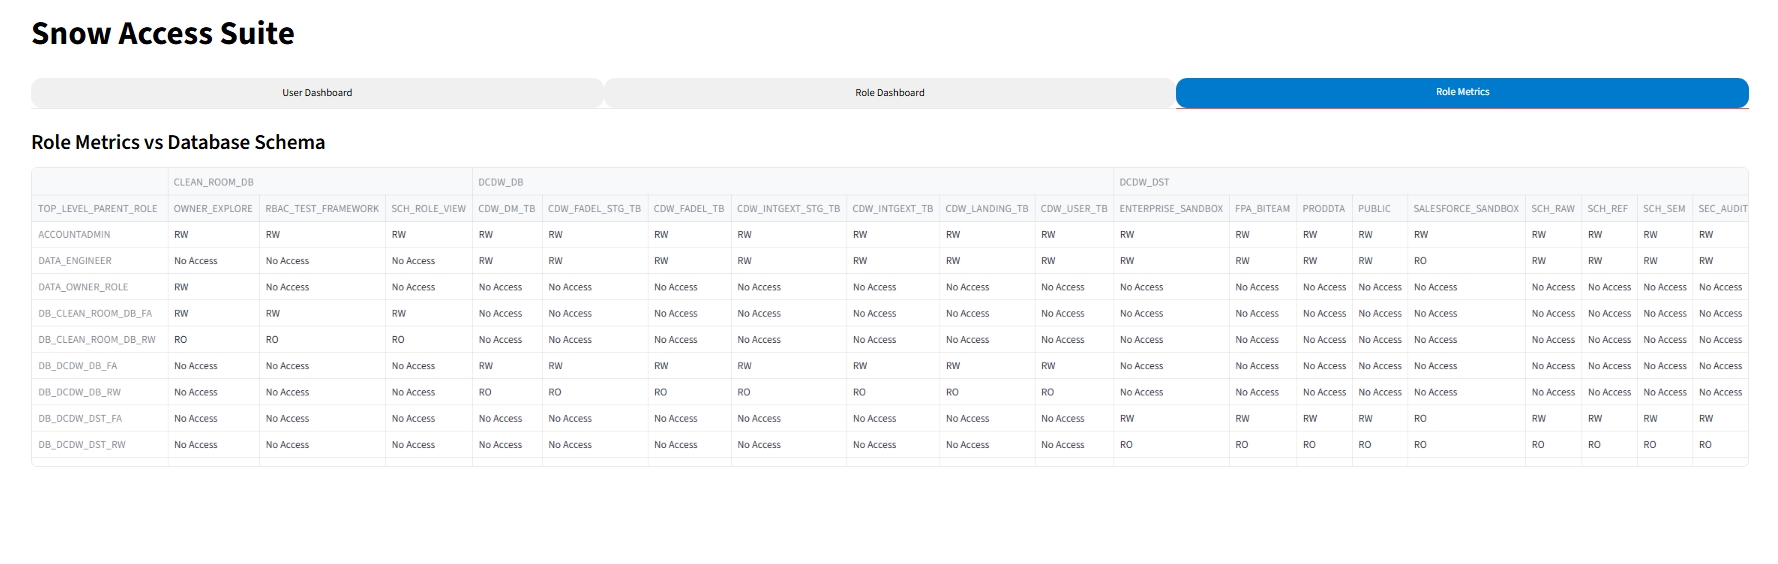 Snow Access Suite
User Dashboard Role Dashboard Role Metrics
Role Metrics vs Database Schema
CLEAN_ROOM_DB DCDW_DB DCDW_DST
TOP_LEVEL_PARENT_ROLE OWNER_EXPLORE RBAC_TEST_FRAMEWORK SCH_ROLE_VIEW CDW_DM_TB CDW_FADEL_STG_TB CDW_FADEL_TB CDW_INTGEXT_STG_TB CDW_INTGEXT_TB CDW_LANDING_TB CDW_USER_TB ENTERPRISE_SANDBOX FPA_BITEAM PRODDTA PUBLIC SALESFORCE_SANDBOX SCH_RAW SCH_REF SCH_SEM SEC_AUDIT
ACCOUNTADMIN RW RW RW RW RW RW RW RW RW RW RW RW RW RW RW RW RW RW RW
DATA_ENGINEER No Access No Access No Access RW RW RW RW RW RW RW RW RW RW RW RO RW RW RW RW
DATA_OWNER_ROLE RW No Access No Access No Access No Access No Access No Access No Access No Access No Access No Access No Access No Access No Access No Access No Access No Access No Access No Access
DB_CLEAN_ROOM_DB_FA RW RW RW No Access No Access No Access No Access No Access No Access No Access No Access No Access No Access No Access No Access No Access No Access No Access No Access
DB_CLEAN_ROOM_DB_RW RO RO RO No Access No Access No Access No Access No Access No Access No Access No Access No Access No Access No Access No Access No Access No Access No Access No Access
DB_DCDW_DB_FA No Access No Access No Access RW RW RW RW RW RW RW No Access No Access No Access No Access No Access No Access No Access No Access No Access
DB_DCDW_DB_RW No Access No Access No Access RO RO RO RO RO RO RO No Access No Access No Access No Access No Access No Access No Access No Access No Access
DB_DCDW_DST_FA No Access No Access No Access No Access No Access No Access No Access No Access No Access No Access RW RW RW RW RO RW RW RW RW
DB_DCDW_DST_RW No Access No Access No Access No Access No Access No Access No Access No Access No Access No Access RO RO RO RO RO RO RO RO RO